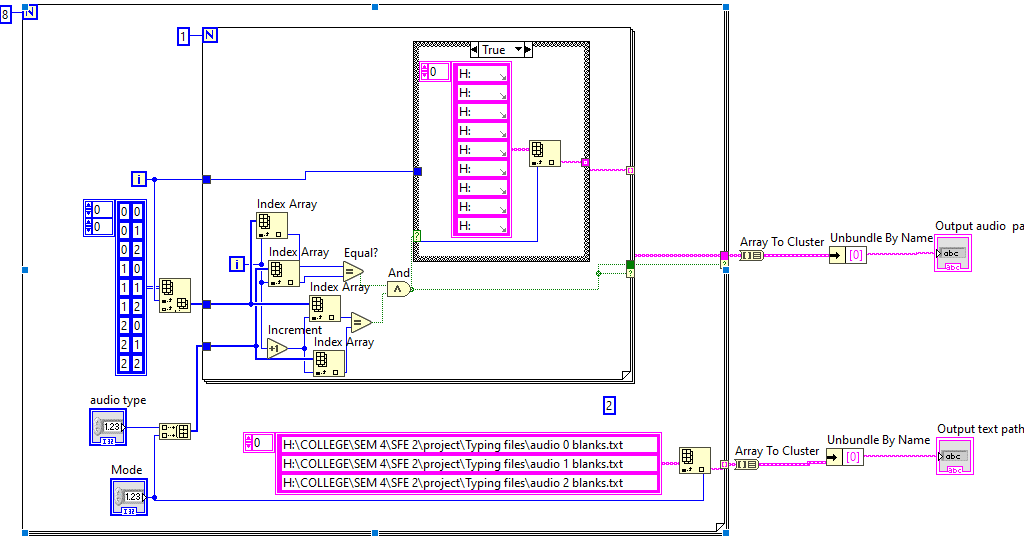 8 N
1 N
True
0 H:
H:
H:
H:
H:
H:
H:
H:
H:
i
Index Array
0 0 0
0 0 1
0 2
1 0
1 1
1 2
2 0
2 1
2 2
i
Index Array
Equal?
And
Index Array
=
=
Increment
+1
Index Array
?
Array To Cluster
Unbundle By Name
[0]
Output audio pa
abc
abc
?
?
2
audio type
1.23
I32
Mode
1.23
I32
0 H:\COLLEGE\SEM 4\SFE 2\project\Typing files\audio 0 blanks.txt
H:\COLLEGE\SEM 4\SFE 2\project\Typing files\audio 1 blanks.txt
H:\COLLEGE\SEM 4\SFE 2\project\Typing files\audio 2 blanks.txt
Array To Cluster
Unbundle By Name
[0]
Output text path
abc
abc